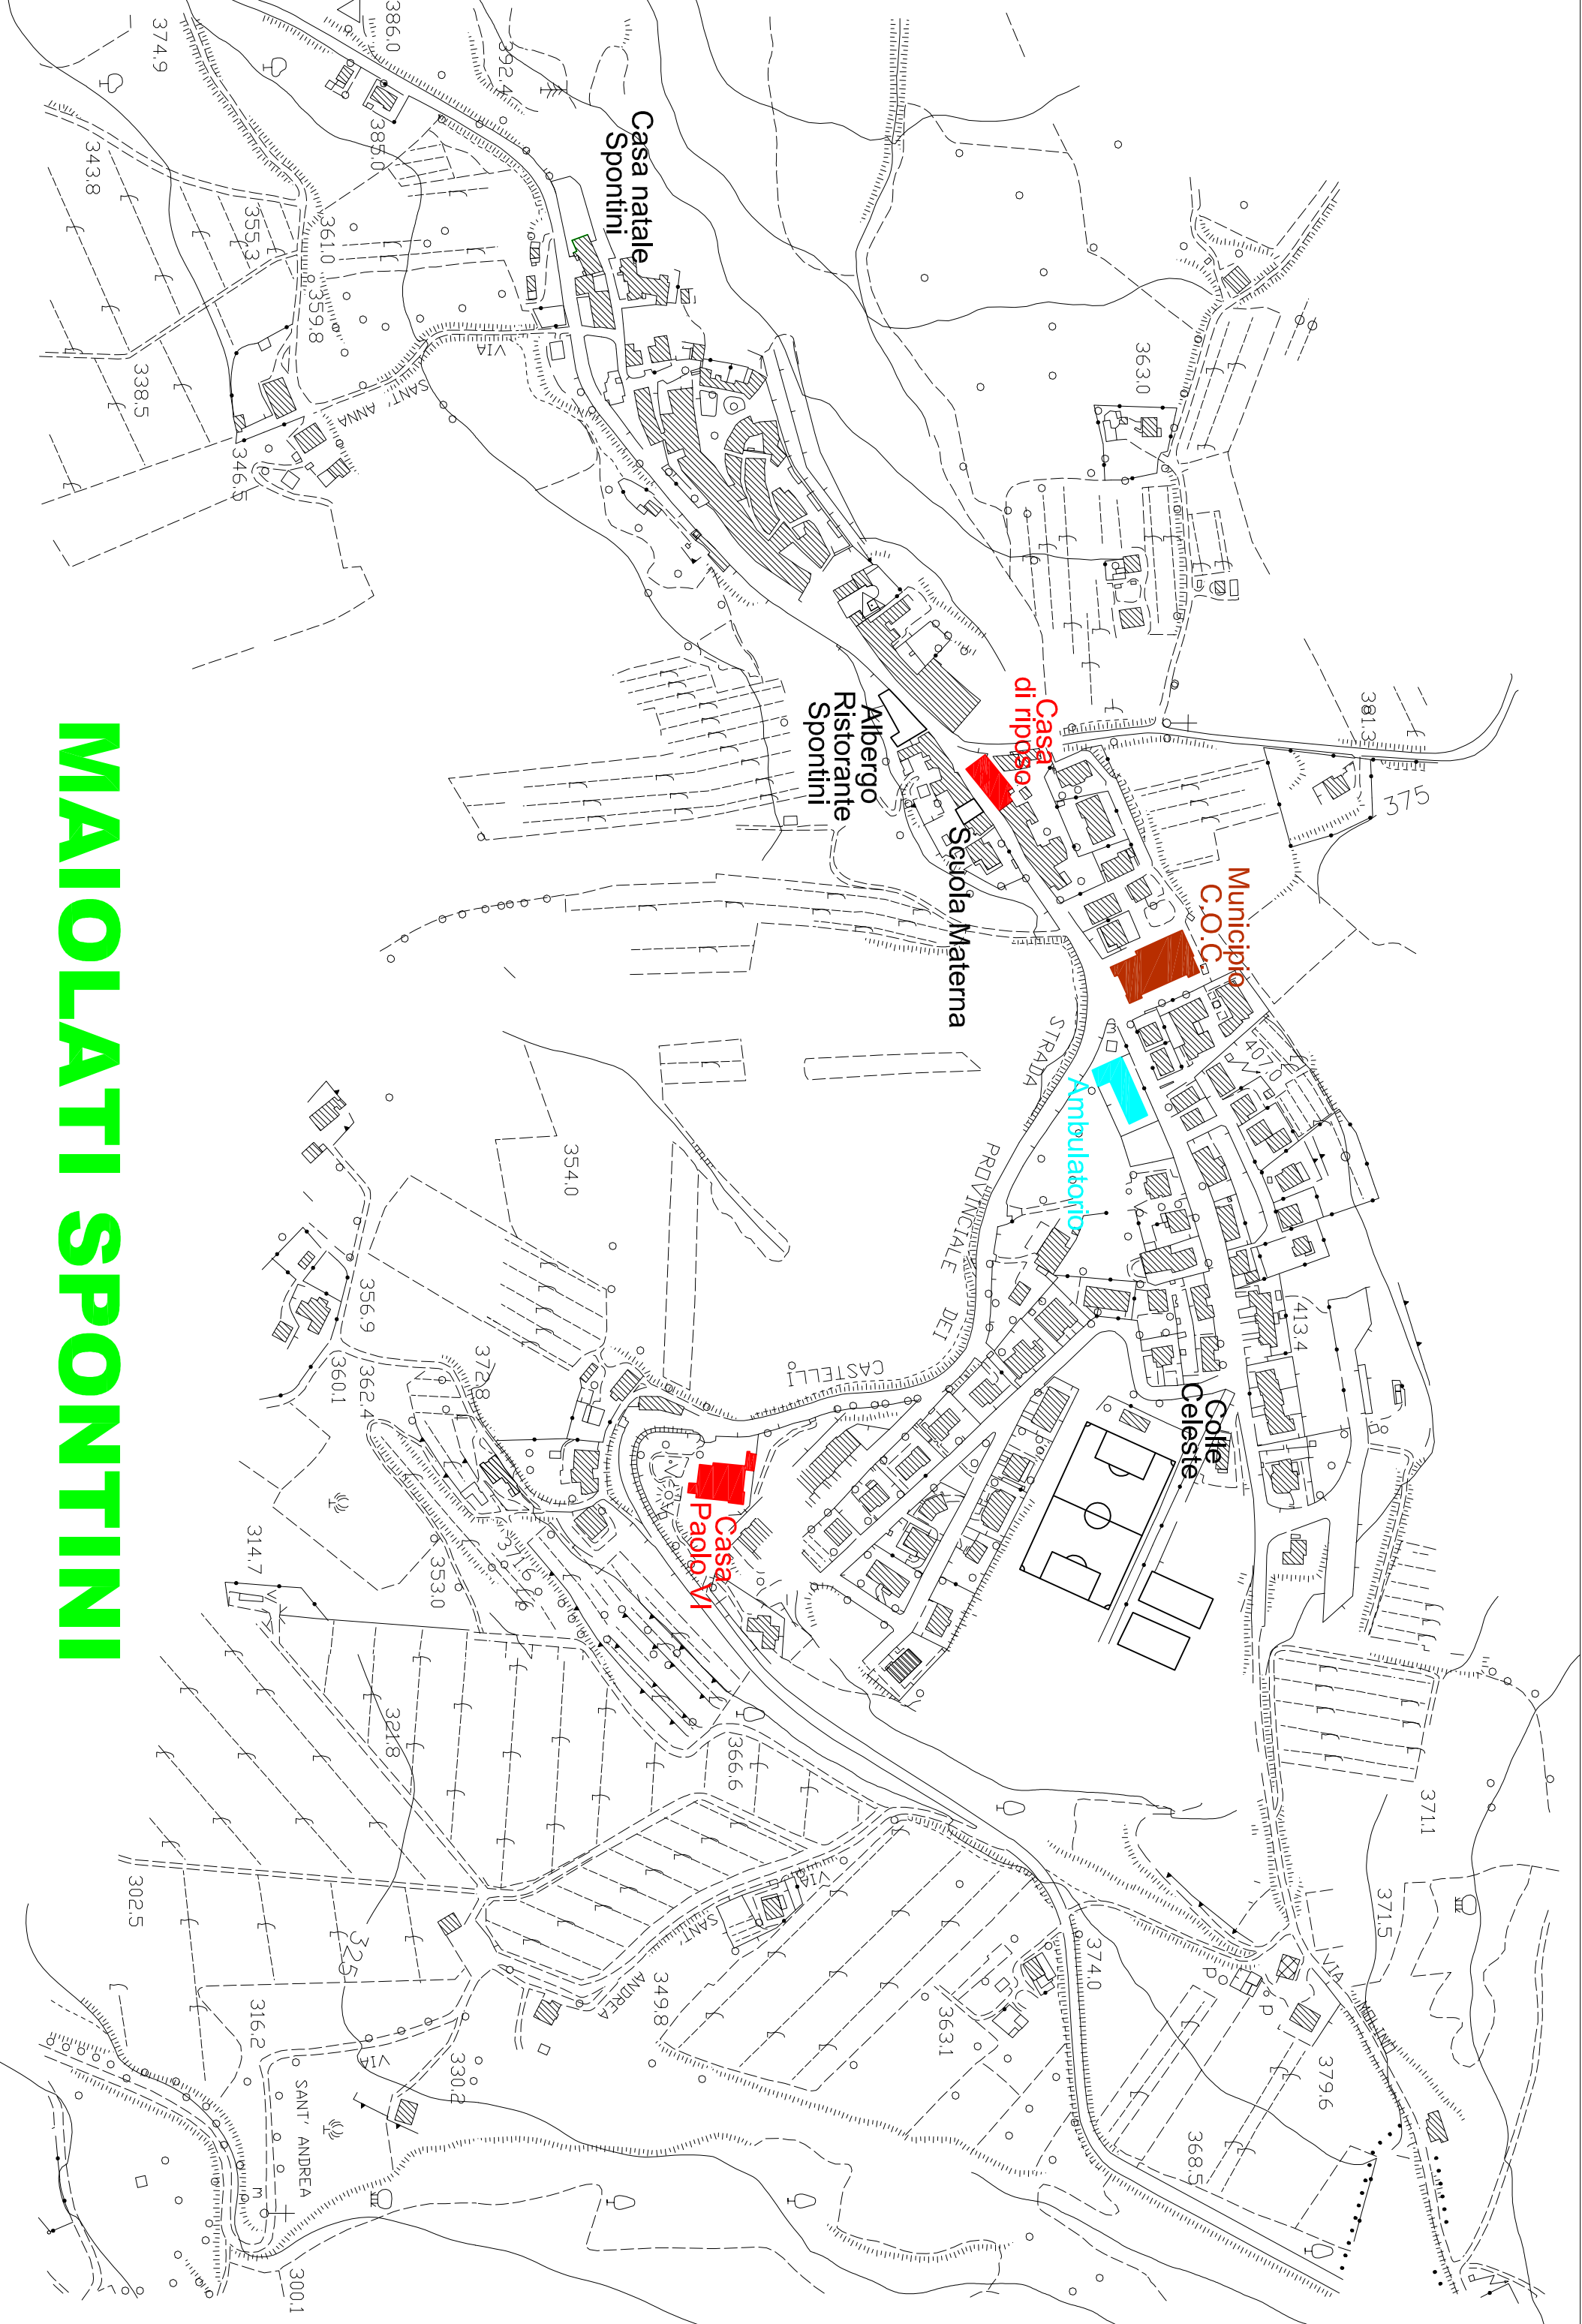 MAIOLATI SPONTINI
Casa natale
Spontini
Albergo
Ristorante
Spontini
Casa
di riposo
Scuola Materna
Municipio
C.O.C.
Ambulatorio
Colle
Celeste
Casa
Paolo VI
STRADA
PROVINCIALE
DEI
CASTELLI
VIA
SANT'
ANNA
VIA
SANT'
ANDREA
VIA
SANT' ANDREA
VIA
MOLINO
374.9
386.0
392.4
385.0
343.8
355.3
361.0
359.8
338.5
346.5
363.0
381.3
375
407.0
413.4
354.0
356.9
360.1
362.4
372.8
353.0
314.7
321.8
366.6
371.1
371.5
302.5
325
316.2
349.8
330.2
363.1
374.0
379.6
368.5
300.1